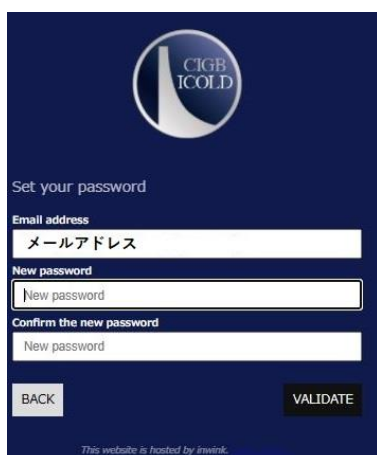 CIGB
ICOLD
Set your password
Email address
メールアドレス
New password
New password
Confirm the new password
New password
BACK VALIDATE
This website is hosted by inwink.